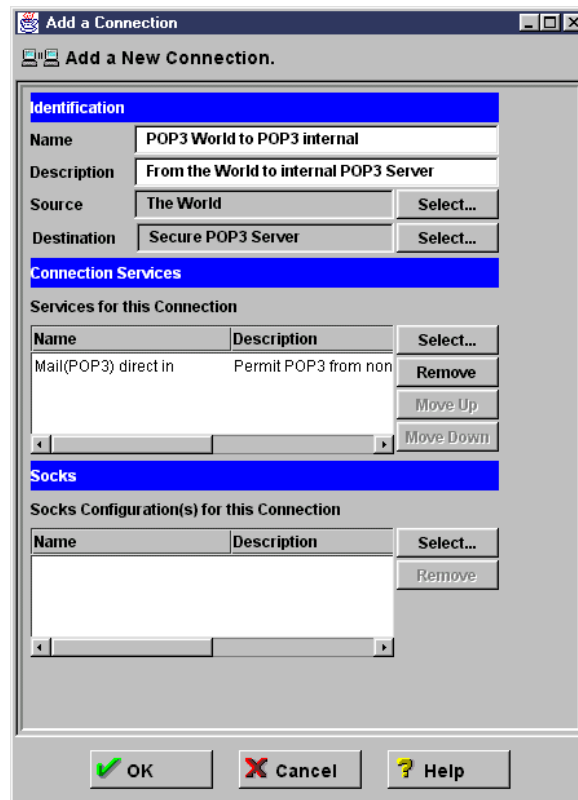 Add a Connection
Add a New Connection.
Identification
Name POP3 World to POP3 internal
Description From the World to internal POP3 Server
Source The World Select...
Destination Secure POP3 Server Select...
Connection Services
Services for this Connection
Name Description Select...
Mail(POP3) direct in Permit POP3 from non Remove
Move Up
Move Down
Socks
Socks Configuration(s) for this Connection
Name Description Select...
Remove
OK Cancel Help